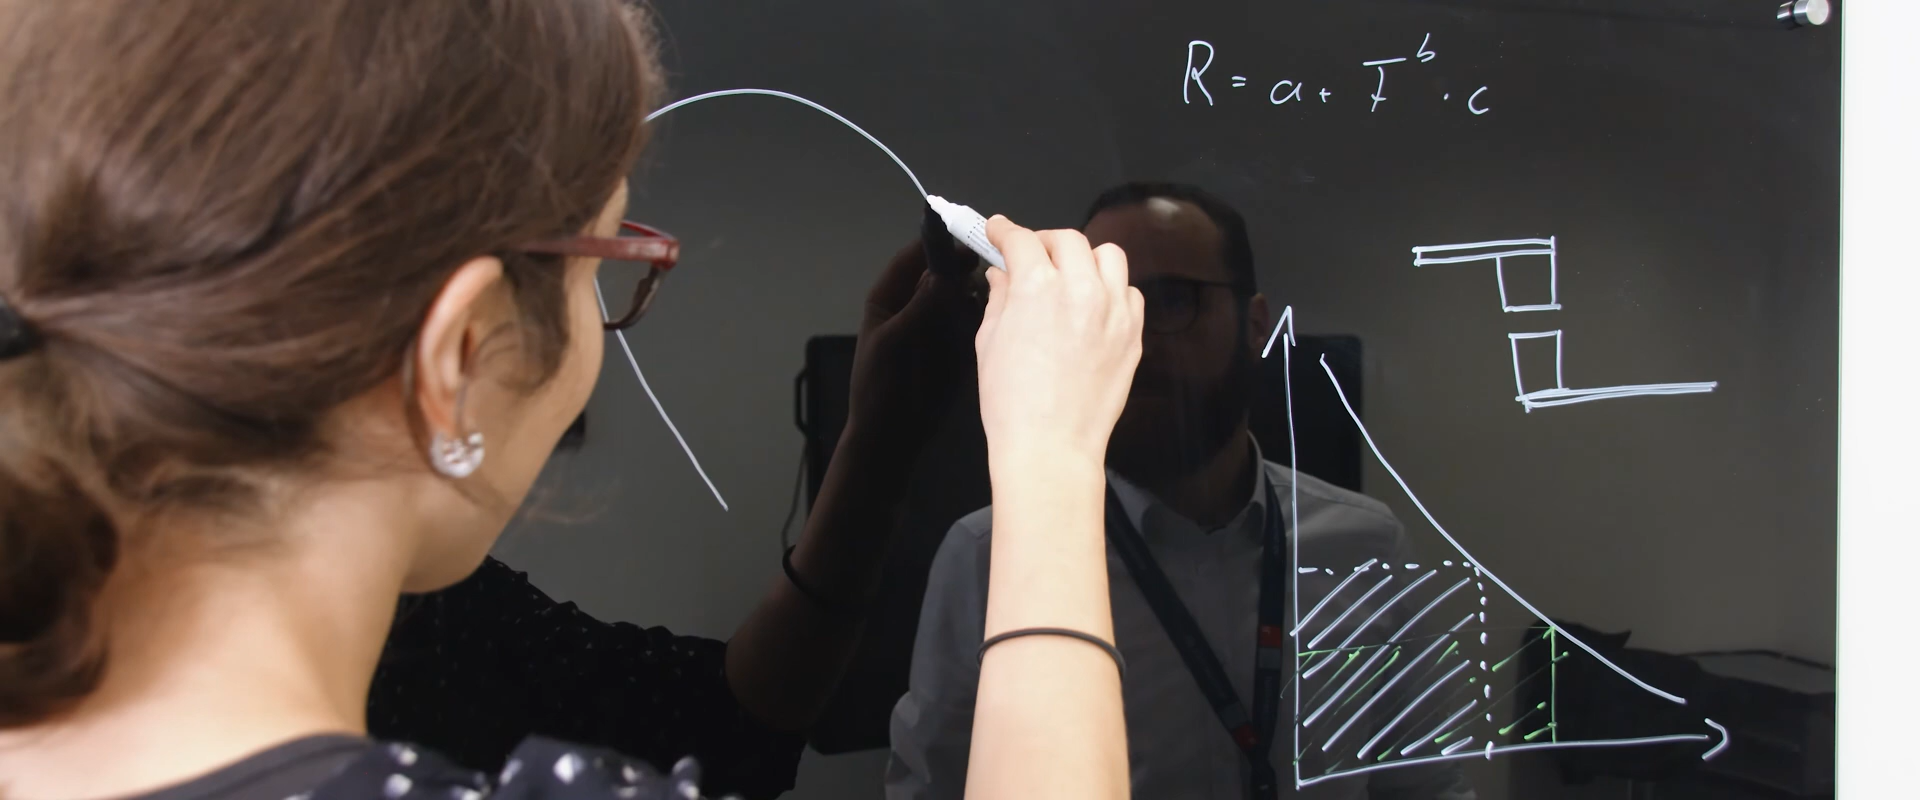 R = a + F^b · c